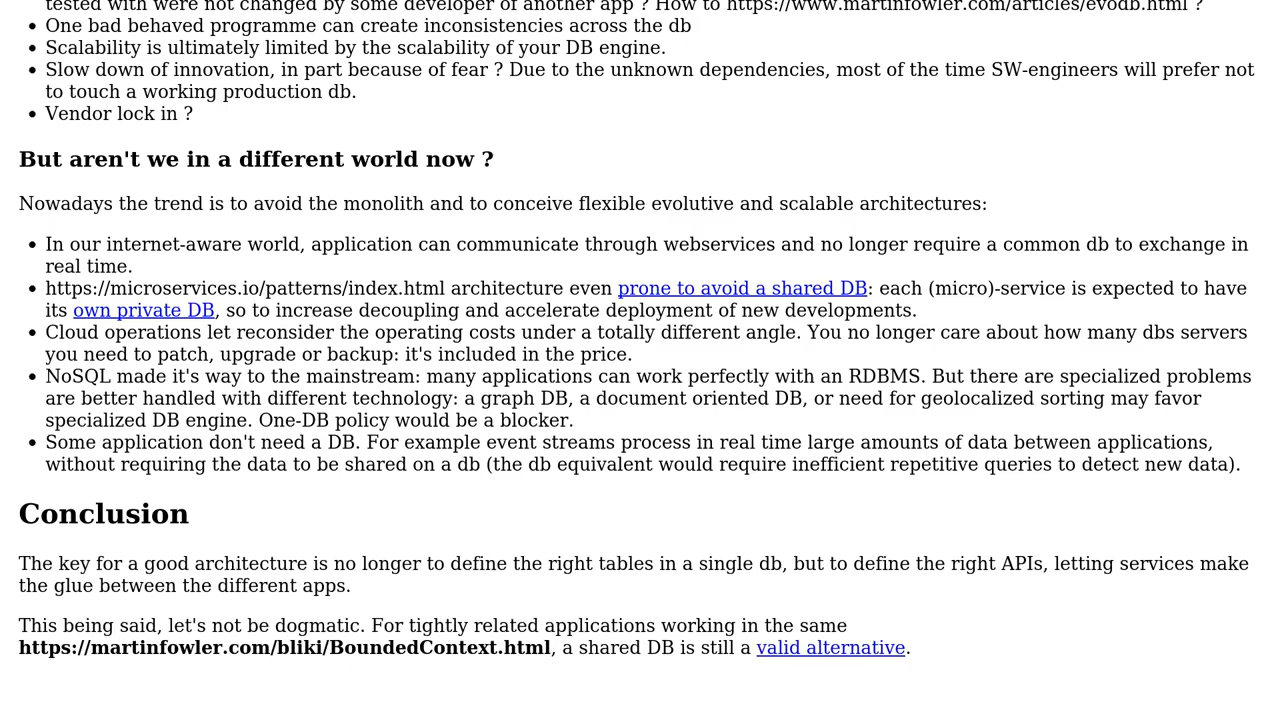 tested with were not changed by some developer of another app ? How to https://www.martinfowler.com/articles/evodb.html ?
• One bad behaved programme can create inconsistencies across the db
• Scalability is ultimately limited by the scalability of your DB engine.
• Slow down of innovation, in part because of fear ? Due to the unknown dependencies, most of the time SW-engineers will prefer not
to touch a working production db.
• Vendor lock in ?
But aren't we in a different world now ?
Nowadays the trend is to avoid the monolith and to conceive flexible evolutive and scalable architectures:
• In our internet-aware world, application can communicate through webservices and no longer require a common db to exchange in
real time.
• https://microservices.io/patterns/index.html architecture even prone to avoid a shared DB: each (micro)-service is expected to have
its own private DB, so to increase decoupling and accelerate deployment of new developments.
• Cloud operations let reconsider the operating costs under a totally different angle. You no longer care about how many dbs servers
you need to patch, upgrade or backup: it's included in the price.
• NoSQL made it's way to the mainstream: many applications can work perfectly with an RDBMS. But there are specialized problems
are better handled with different technology: a graph DB, a document oriented DB, or need for geolocalized sorting may favor
specialized DB engine. One-DB policy would be a blocker.
• Some application don't need a DB. For example event streams process in real time large amounts of data between applications,
without requiring the data to be shared on a db (the db equivalent would require inefficient repetitive queries to detect new data).
Conclusion
The key for a good architecture is no longer to define the right tables in a single db, but to define the right APIs, letting services make
the glue between the different apps.
This being said, let's not be dogmatic. For tightly related applications working in the same
https://martinfowler.com/bliki/BoundedContext.html, a shared DB is still a valid alternative.